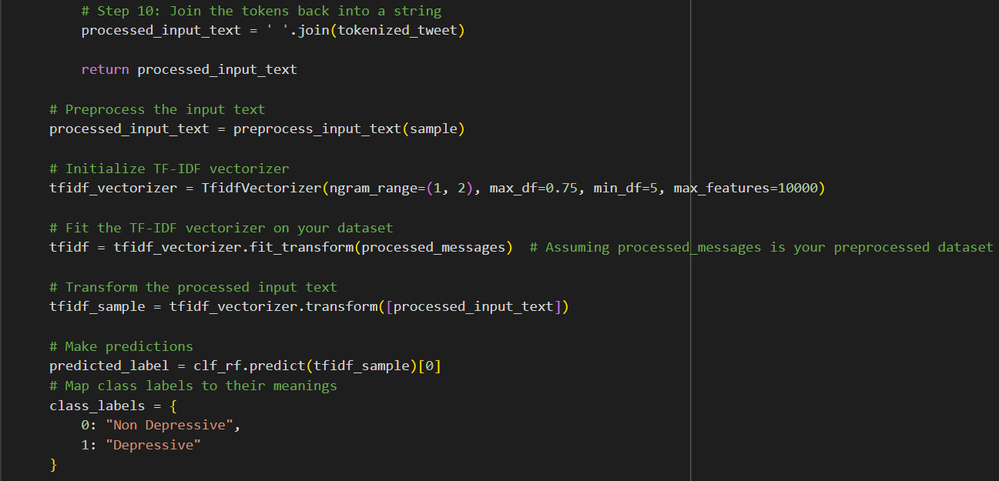 # Step 10: Join the tokens back into a string
processed_input_text = ' '.join(tokenized_tweet)
return processed_input_text
# Preprocess the input text
processed_input_text = preprocess_input_text(sample)
# Initialize TF-IDF vectorizer
tfidf_vectorizer = TfidfVectorizer(ngram_range=(1, 2), max_df=0.75, min_df=5, max_features=10000)
# Fit the TF-IDF vectorizer on your dataset
tfidf = tfidf_vectorizer.fit_transform(processed_messages)  # Assuming processed_messages is your preprocessed dataset
# Transform the processed input text
tfidf_sample = tfidf_vectorizer.transform([processed_input_text])
# Make predictions
predicted_label = clf_rf.predict(tfidf_sample)[0]
# Map class labels to their meanings
class_labels = {
0: "Non Depressive",
1: "Depressive"
}